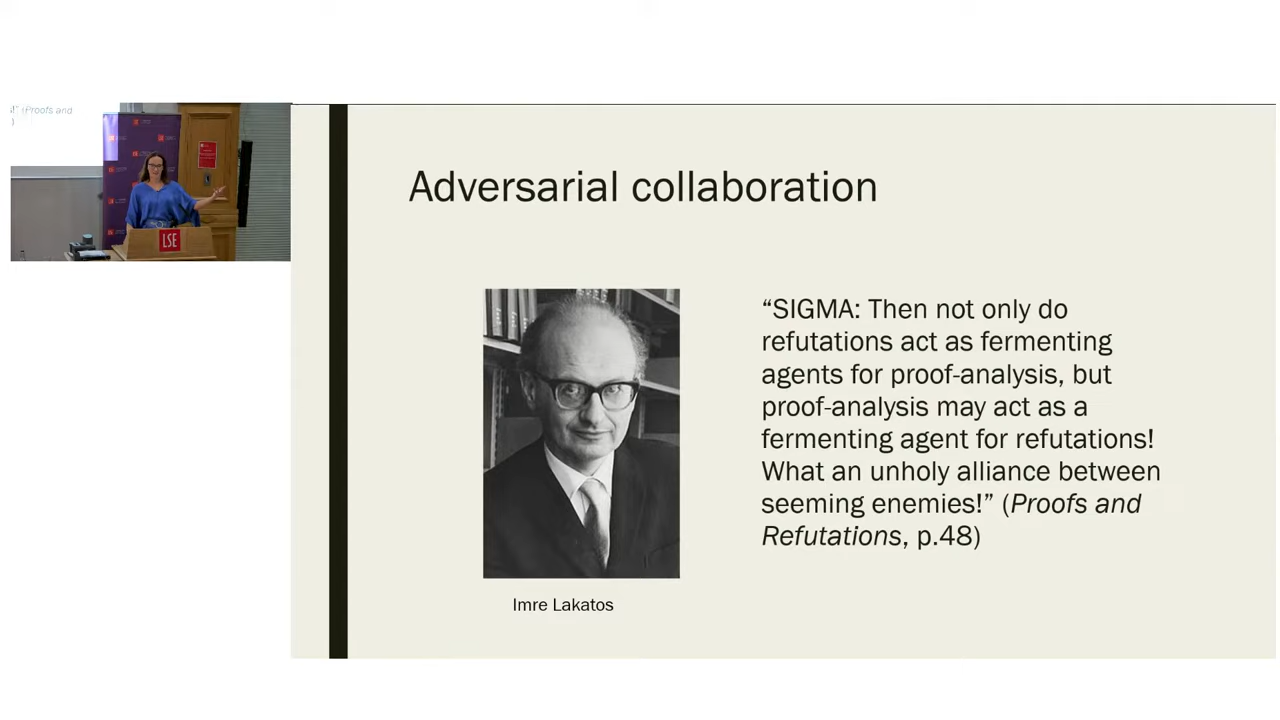 (Proofs and
)
LSE
Adversarial collaboration
“SIGMA: Then not only do
refutations act as fermenting
agents for proof-analysis, but
proof-analysis may act as a
fermenting agent for refutations!
What an unholy alliance between
seeming enemies!” (Proofs and
Refutations, p.48)
Imre Lakatos